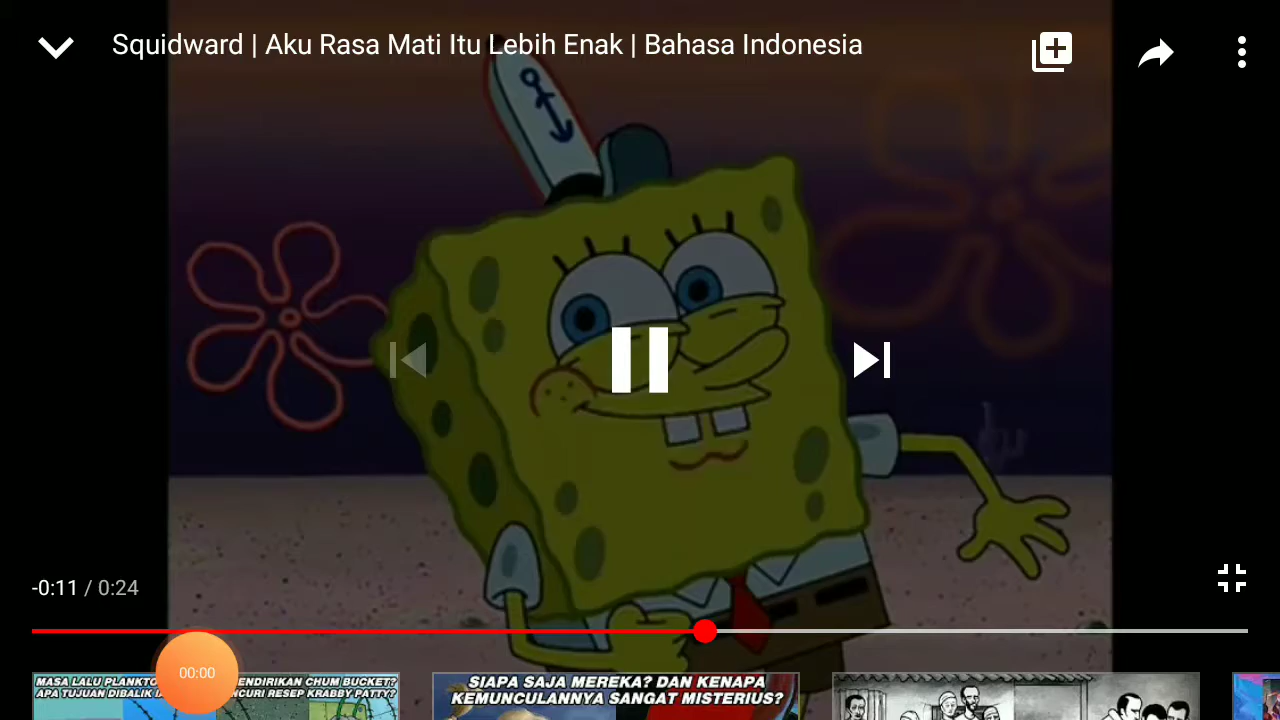 Squidward | Aku Rasa Mati Itu Lebih Enak | Bahasa Indonesia
-0:11 / 0:24
00:00
MASA LALU PLANKTO ENDIRIKAN CHUM BUCKET?
APA TUJUAN DIBALIK NCURI RESEP KRABBY PATTY?
SIAPA SAJA MEREKA? DAN KENAPA
KEMUNCULANNYA SANGAT MISTERIUS?